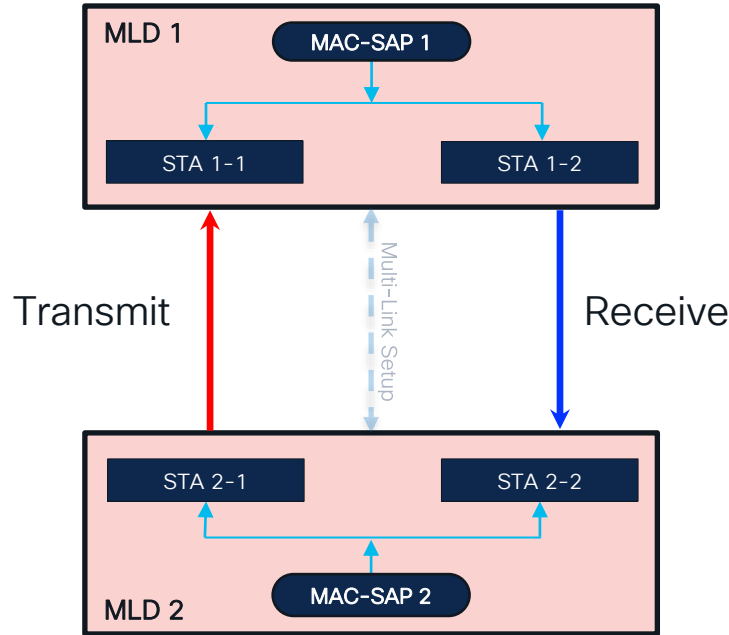 MLD 1
MAC-SAP 1
STA 1-1
STA 1-2
Transmit
Multi-Link Setup
Receive
STA 2-1
STA 2-2
MAC-SAP 2
MLD 2